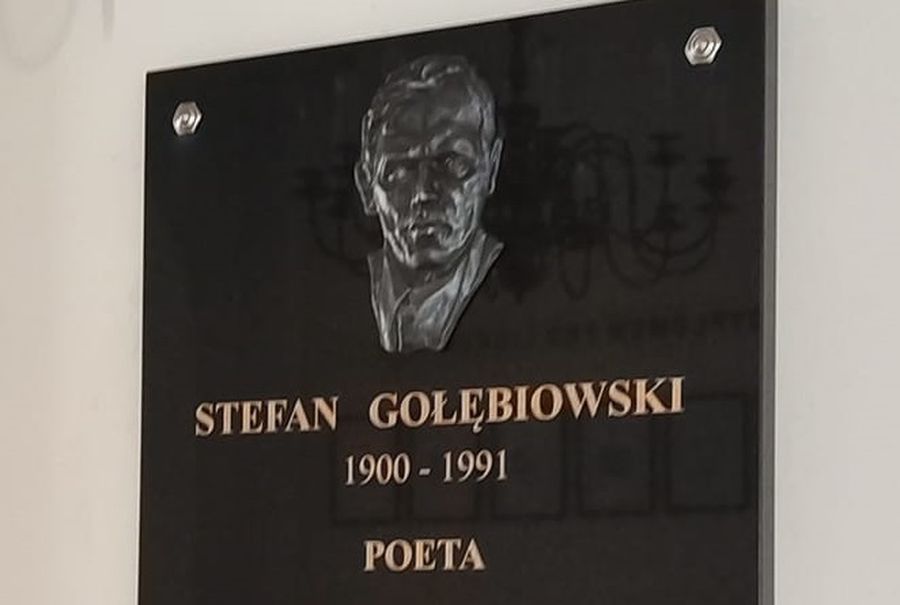 STEFAN GOŁĘBIOWSKI
1900 - 1991
POETA